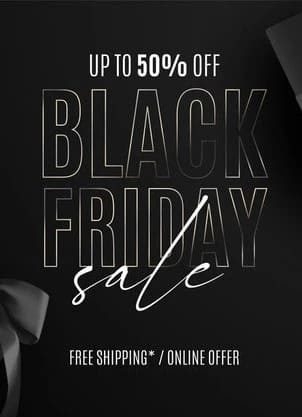 UP TO 50% OFF
BLACK
FRIDAY
sale
FREE SHIPPING* / ONLINE OFFER